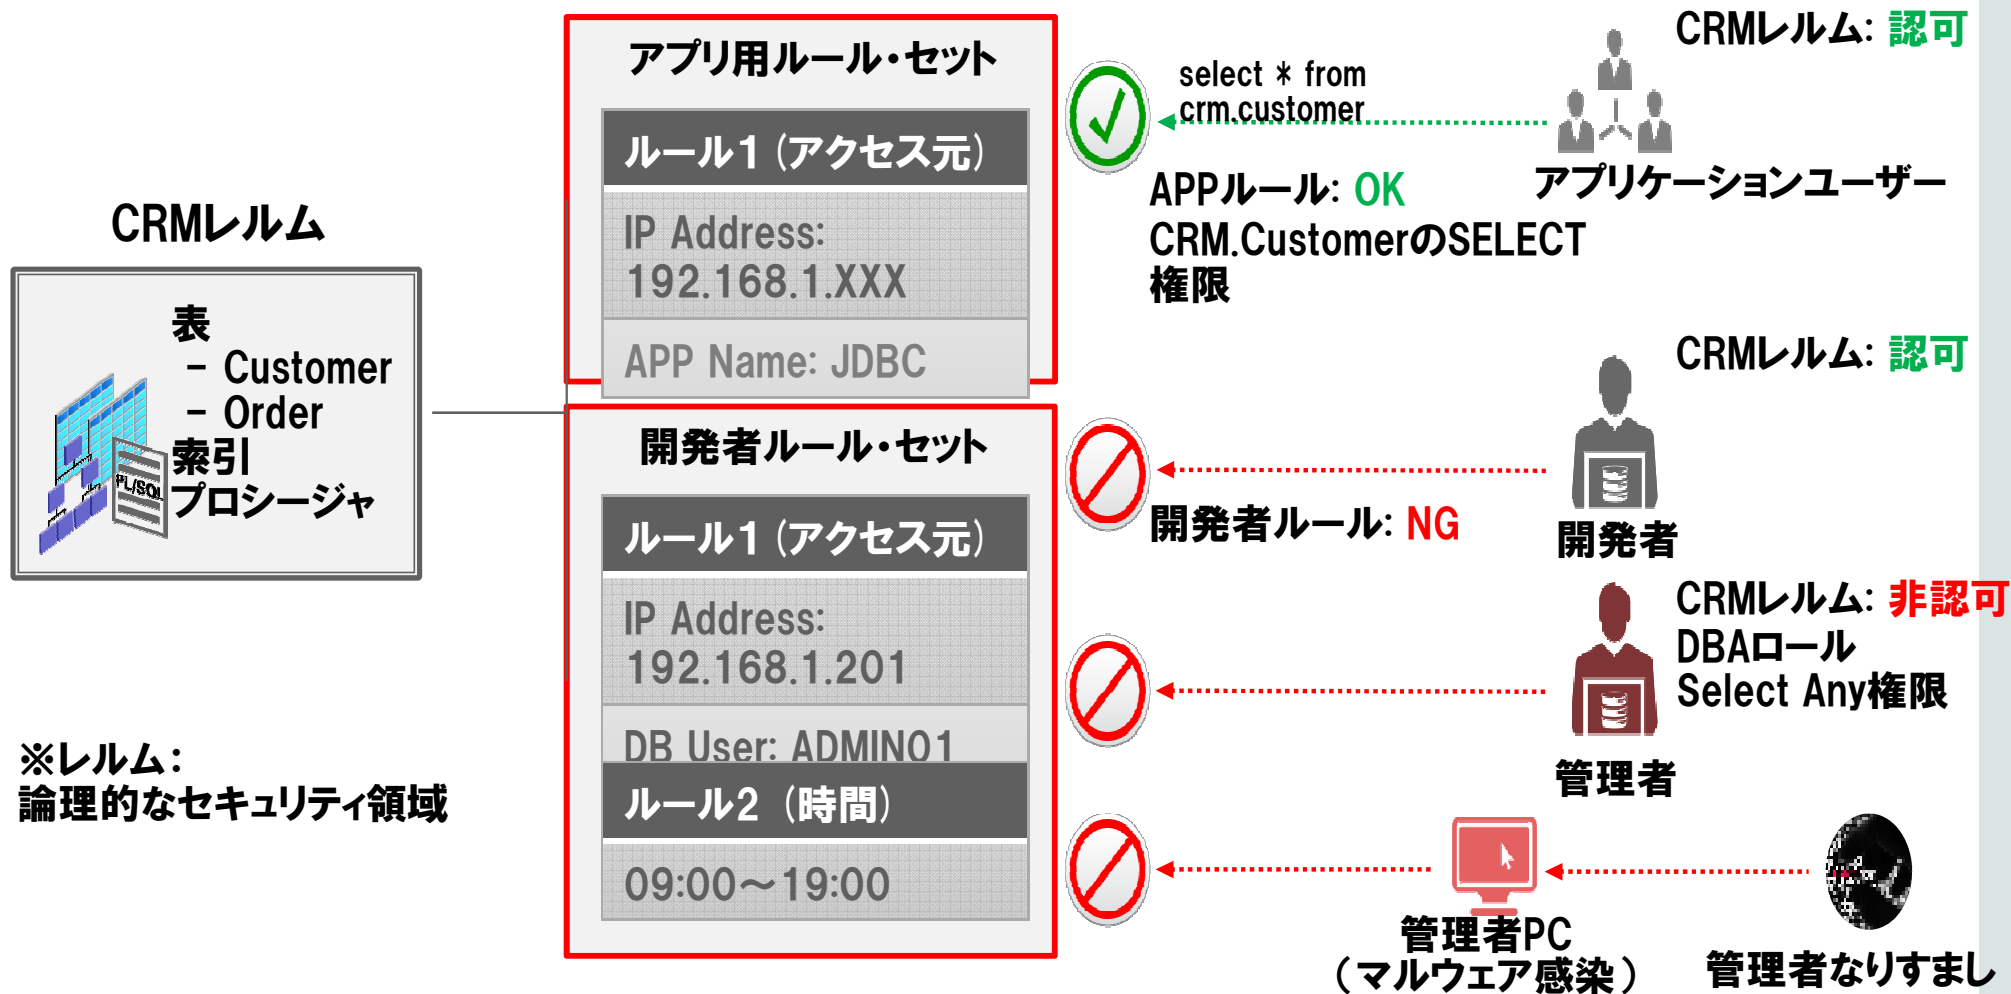 CRMレルム
表
- Customer
- Order
索引
プロシージャ
PL/SQL
※レルム:
論理的なセキュリティ領域
アプリ用ルール・セット
ルール1 (アクセス元)
IP Address:
192.168.1.XXX
APP Name: JDBC
開発者ルール・セット
ルール1 (アクセス元)
IP Address:
192.168.1.201
DB User: ADMIN01
ルール2 (時間)
09:00～19:00
select * from
crm.customer
APPルール: OK
CRM.CustomerのSELECT
権限
CRMレルム: 認可
アプリケーションユーザー
開発者ルール: NG
CRMレルム: 認可
開発者
CRMレルム: 非認可
DBAロール
Select Any権限
管理者
管理者PC
(マルウェア感染)
管理者なりすまし